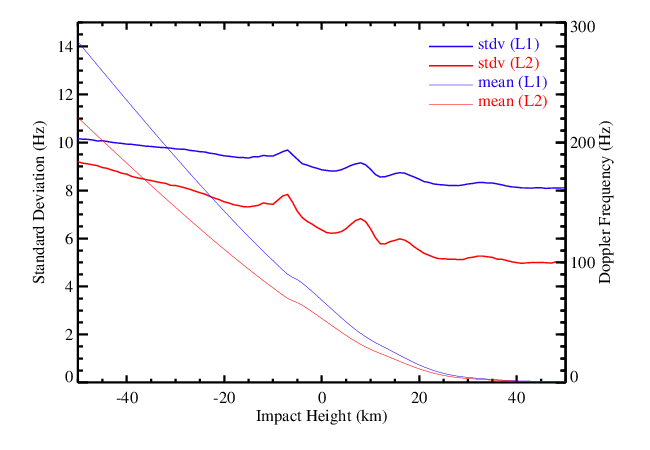 14
12
10
8
6
4
2
0
Standard Deviation (Hz)
300
200
100
0
Doppler Frequency (Hz)
stdv (L1)
stdv (L2)
mean (L1)
mean (L2)
-40
-20
0
20
40
Impact Height (km)